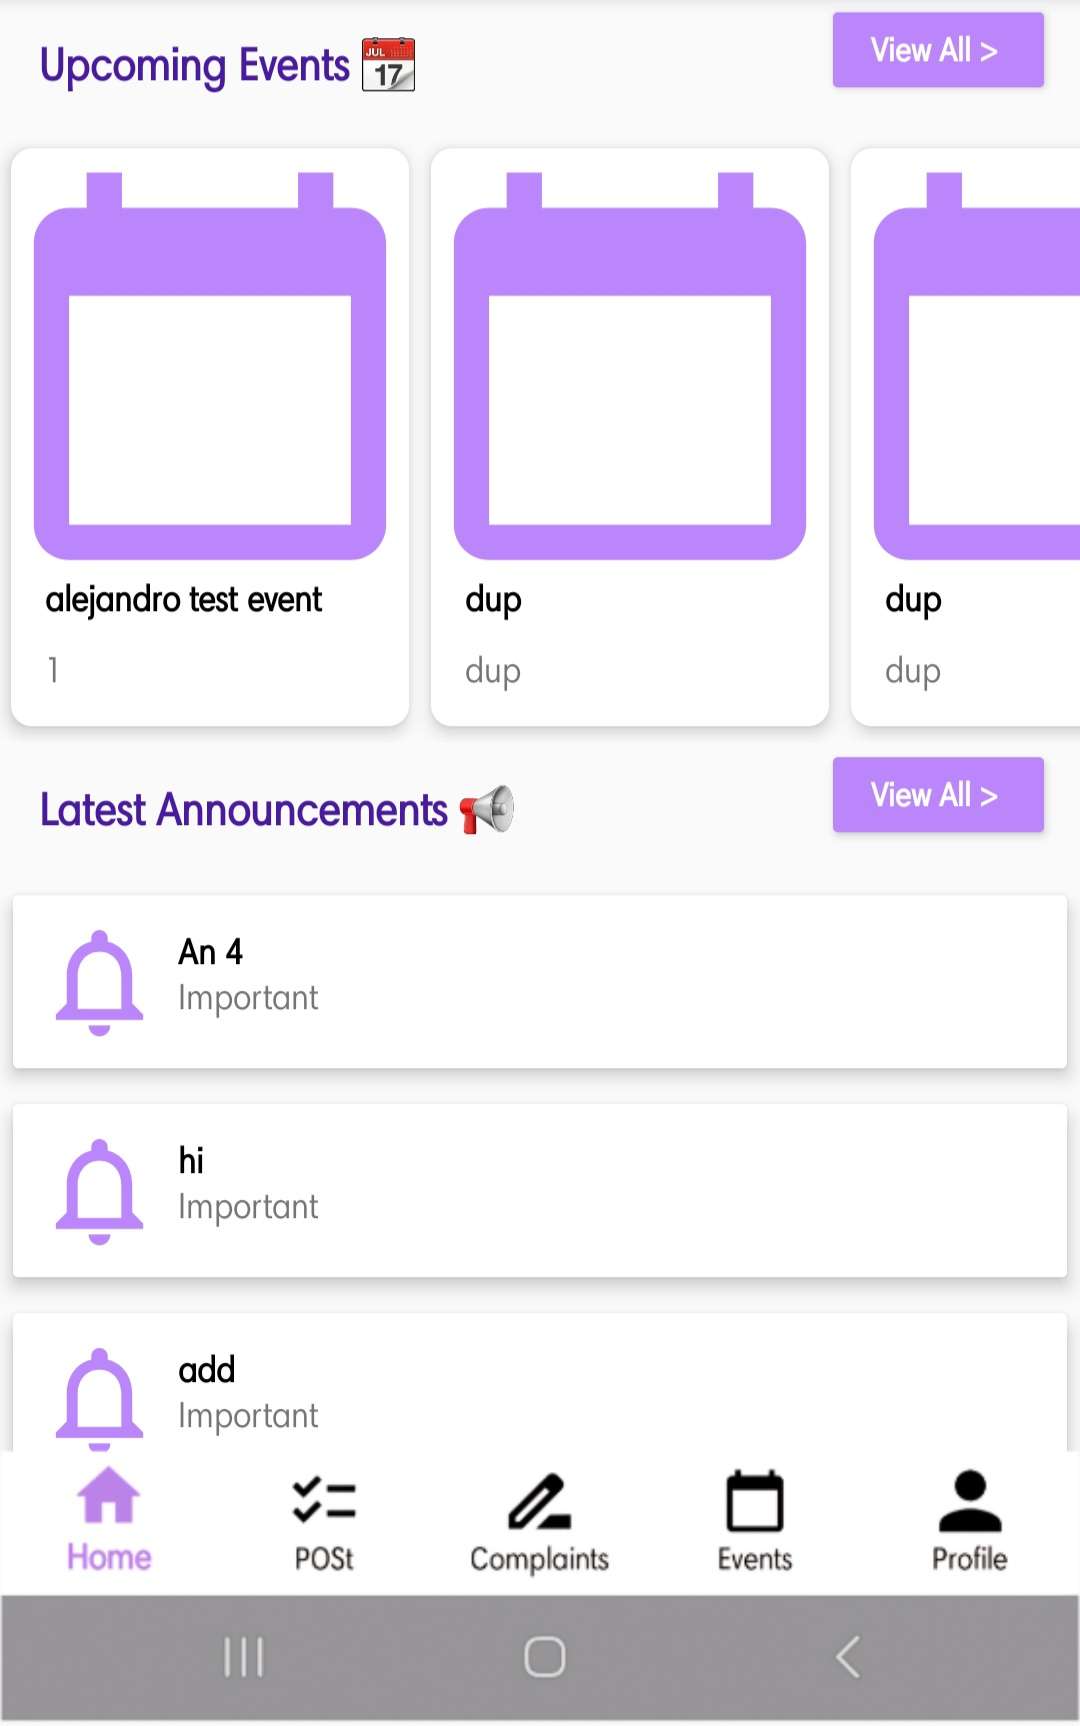 Upcoming Events
JUL
17
View All >
alejandro test event
1
dup
dup
dup
dup
Latest Announcements
View All >
An 4
Important
hi
Important
add
Important
Home
POSt
Complaints
Events
Profile